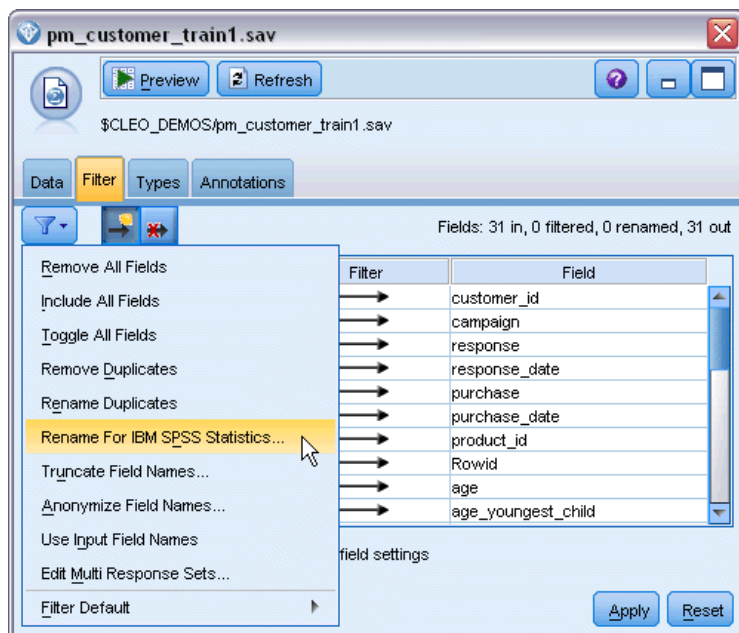 pm_customer_train1.sav
Preview
Refresh
$CLEO_DEMOS/pm_customer_train1.sav
Data
Filter
Types
Annotations
Fields: 31 in, 0 filtered, 0 renamed, 31 out
Remove All Fields
Include All Fields
Toggle All Fields
Remove Duplicates
Rename Duplicates
Rename For IBM SPSS Statistics...
Truncate Field Names...
Anonymize Field Names...
Use Input Field Names
Edit Multi Response Sets...
Filter Default
Filter
Field
customer_id
campaign
response
response_date
purchase
purchase_date
product_id
Rowid
age
age_youngest_child
field settings
Apply
Reset